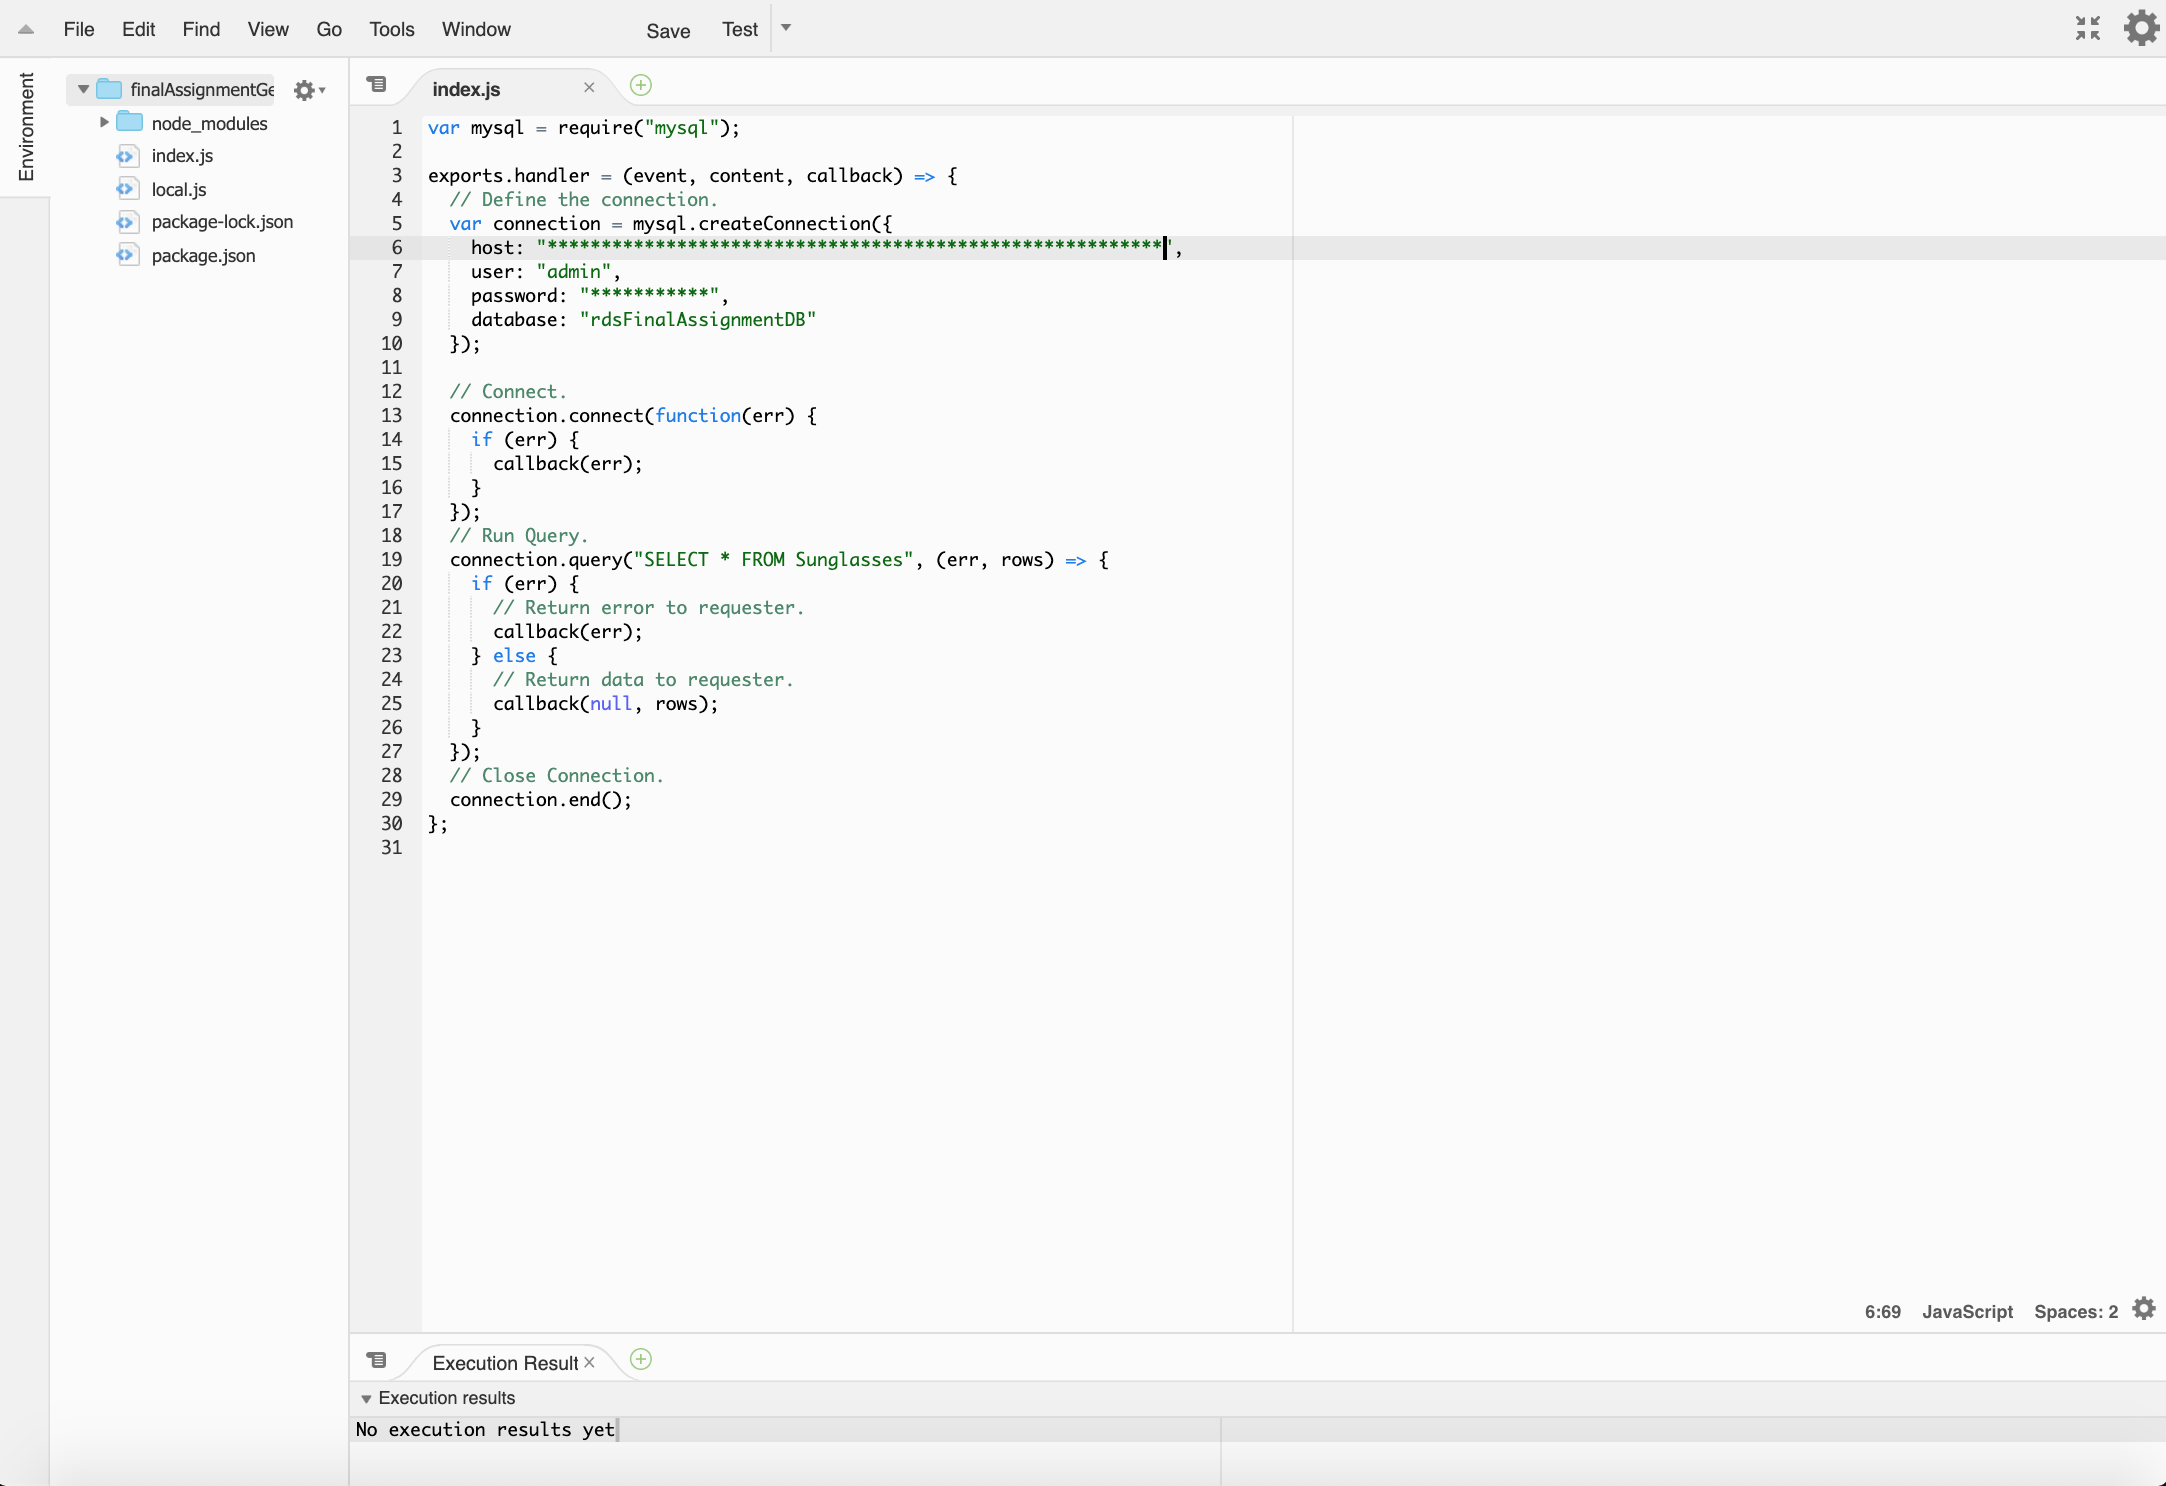 File Edit Find View Go Tools Window Save Test
Environment
finalAssignmentGe
node_modules
index.js
local.js
package-lock.json
package.json
index.js
1 var mysql = require("mysql");
2
3 exports.handler = (event, content, callback) => {
4 // Define the connection.
5 var connection = mysql.createConnection({
6 host: "*********************************************************",
7 user: "admin",
8 password: "***********",
9 database: "rdsFinalAssignmentDB"
10 });
11
12 // Connect.
13 connection.connect(function(err) {
14 if (err) {
15 callback(err);
16 }
17 });
18 // Run Query.
19 connection.query("SELECT * FROM Sunglasses", (err, rows) => {
20 if (err) {
21 // Return error to requester.
22 callback(err);
23 } else {
24 // Return data to requester.
25 callback(null, rows);
26 }
27 });
28 // Close Connection.
29 connection.end();
30 };
31
6:69 JavaScript Spaces: 2
Execution Result
Execution results
No execution results yet